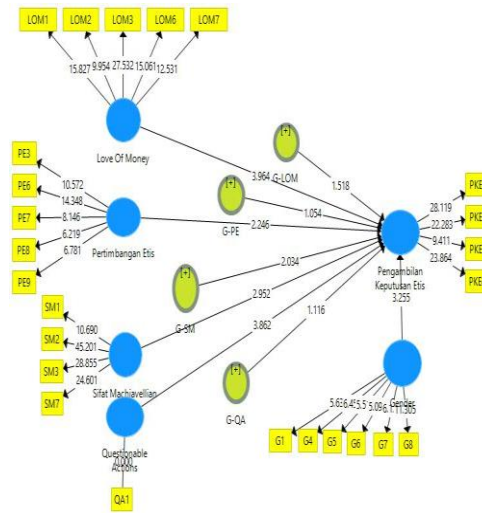 LOM1 LOM2 LOM3 LOM6 LOM7
15.827 9.954 27.532 15.061 12.531
Love Of Money
[+]
G-LOM
3.964
1.518
PE3
PE6
PE7
PE8
PE9
10.572
14.348
8.146
6.219
6.781
Pertimbangan Etis
[+]
G-PE
1.054
2.246
28.119
22.283
9.411
23.864
PKE
PKE
PKE
PKE
Pengambilan
Keputusan Etis
[+]
G-SM
2.034
2.952
3.862
1.116
3.255
SM1
SM2
SM3
SM7
10.690
45.201
28.855
24.601
Sifat Machiavellian
[+]
G-QA
Gender
Questionable
Actions
0.000
QA1
11.305
G1 G4 G5 G6 G7 G8